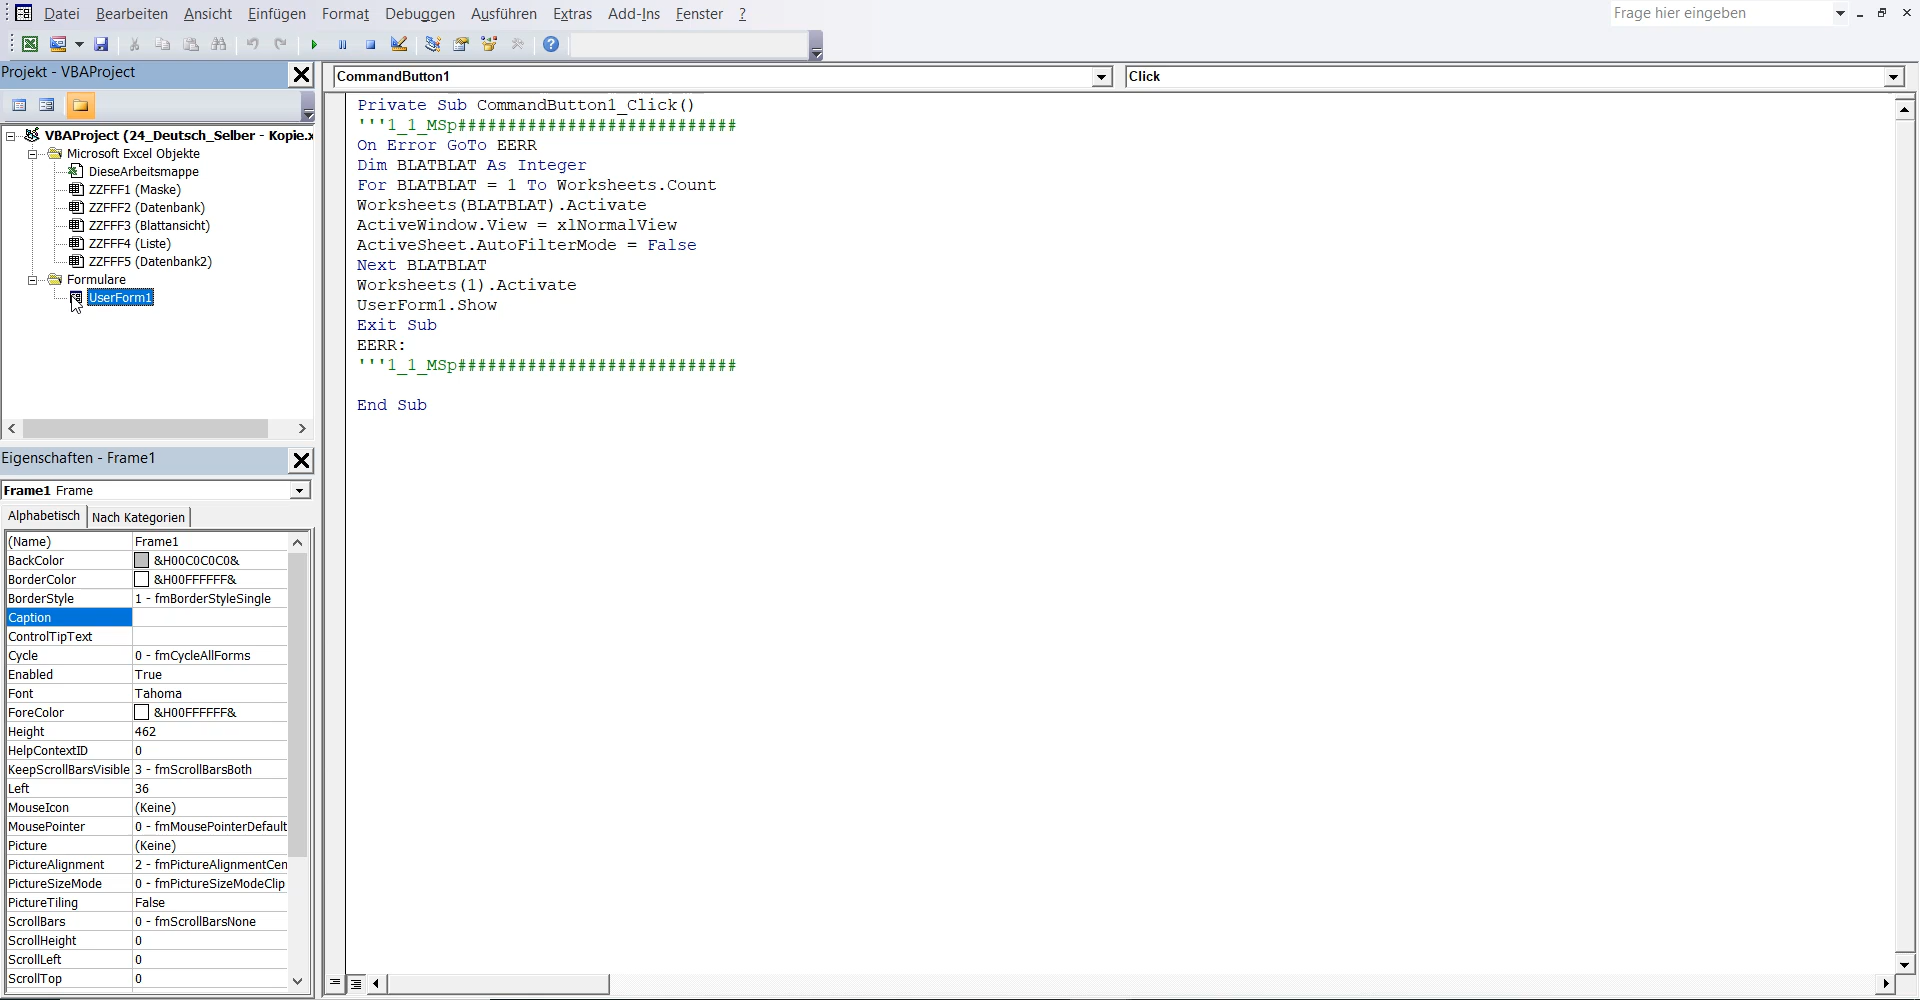 Datei Bearbeiten Ansicht Einfügen Format Debuggen Ausführen Extras Add-Ins Fenster ?
Frage hier eingeben
Projekt - VBAProject
VBAProject (24_Deutsch_Selber - Kopie.x
Microsoft Excel Objekte
DieseArbeitsmappe
ZZFFF1 (Maske)
ZZFFF2 (Datenbank)
ZZFFF3 (Blattansicht)
ZZFFF4 (Liste)
ZZFFF5 (Datenbank2)
Formulare
UserForm1
Eigenschaften - Frame1
Frame1 Frame
Alphabetisch Nach Kategorien
(Name) Frame1
BackColor &H00C0C0C0&
BorderColor &H00FFFFFF&
BorderStyle 1 - fmBorderStyleSingle
Caption
ControlTipText
Cycle 0 - fmCycleAllForms
Enabled True
Font Tahoma
ForeColor &H00FFFFFF&
Height 462
HelpContextID 0
KeepScrollBarsVisible 3 - fmScrollBarsBoth
Left 36
MouseIcon (Keine)
MousePointer 0 - fmMousePointerDefault
Picture (Keine)
PictureAlignment 2 - fmPictureAlignmentCen
PictureSizeMode 0 - fmPictureSizeModeClip
PictureTiling False
ScrollBars 0 - fmScrollBarsNone
ScrollHeight 0
ScrollLeft 0
ScrollTop 0
CommandButton1 Click
Private Sub CommandButton1_Click()
'''1_1_MSp############################
On Error GoTo EERR
Dim BLATBLAT As Integer
For BLATBLAT = 1 To Worksheets.Count
Worksheets(BLATBLAT).Activate
ActiveWindow.View = xlNormalView
ActiveSheet.AutoFilterMode = False
Next BLATBLAT
Worksheets(1).Activate
UserForm1.Show
Exit Sub
EERR:
'''1_1_MSp############################
End Sub